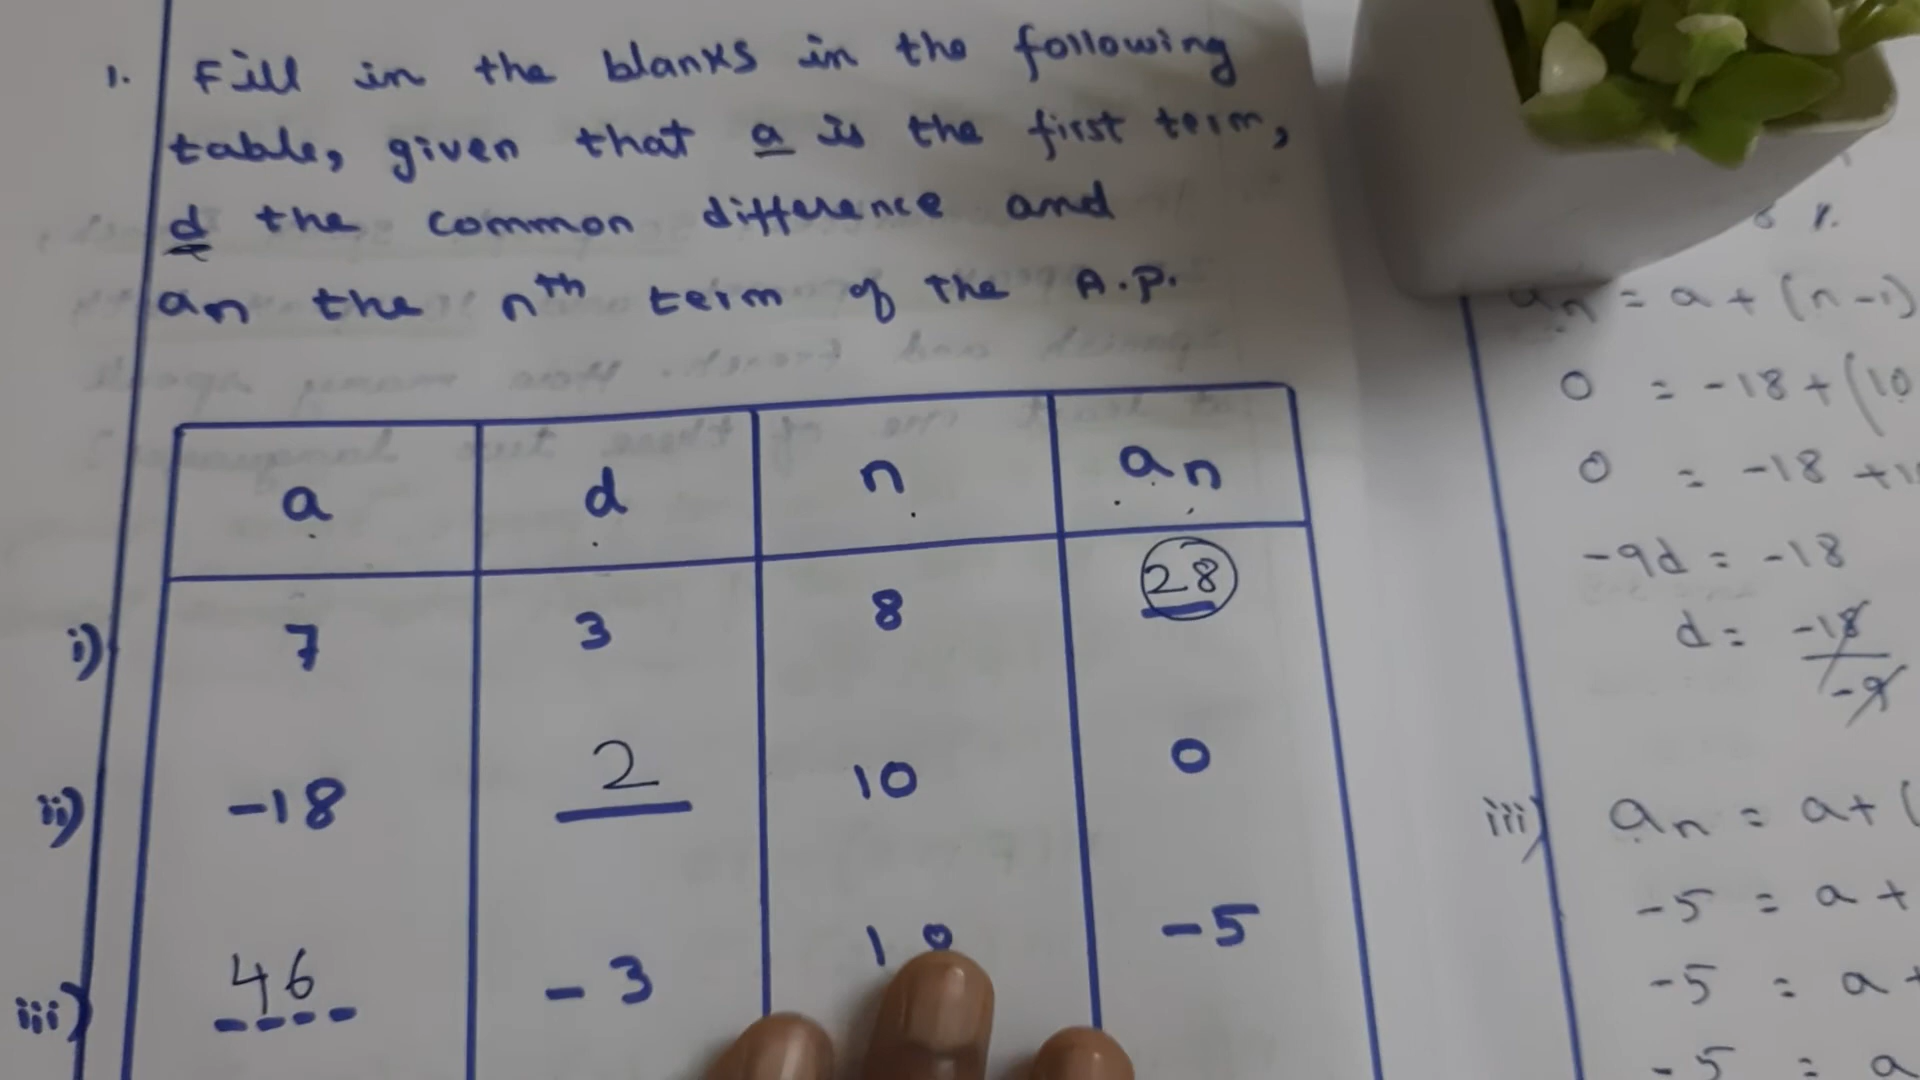 1. Fill in the blanks in the following
table, given that a is the first term,
d the common difference and
an the nth term of the A.P.
a d n an
i) 7 3 8 28
ii) -18 2 10 0
iii) 46 -3 -5
an = a + (n-1)
0 = -18 + (10
0 = -18 +
-9d = -18
d = -18
-9
iii) an = a + (
-5 = a +
-5 = a +
-5 = a